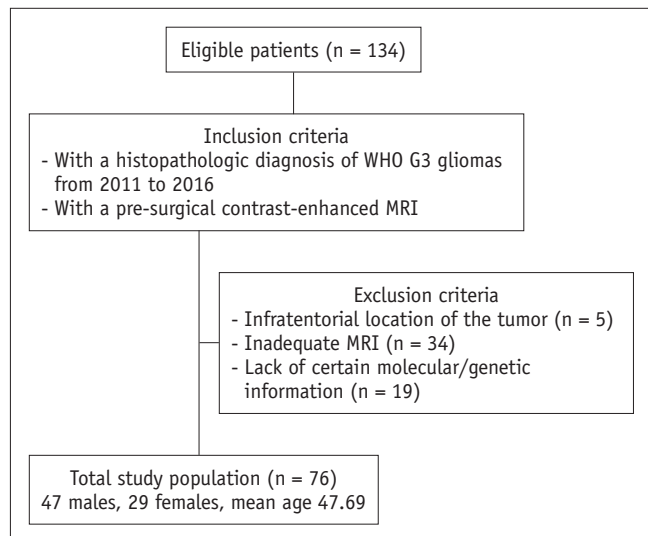 Eligible patients (n = 134)
Inclusion criteria
- With a histopathologic diagnosis of WHO G3 gliomas
from 2011 to 2016
- With a pre-surgical contrast-enhanced MRI
Exclusion criteria
- Infratentorial location of the tumor (n = 5)
- Inadequate MRI (n = 34)
- Lack of certain molecular/genetic
information (n = 19)
Total study population (n = 76)
47 males, 29 females, mean age 47.69